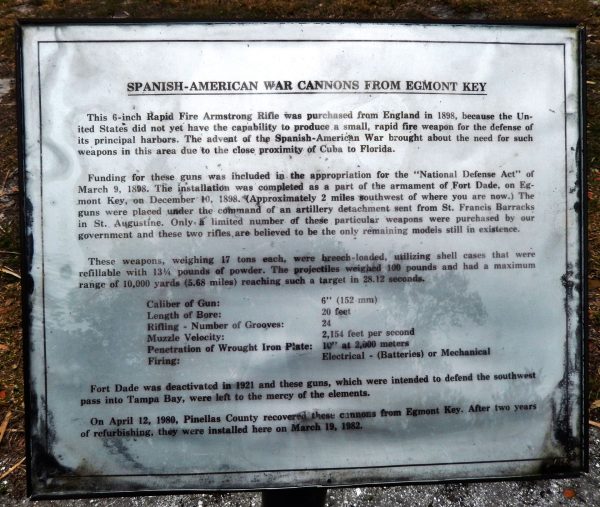 SPANISH-AMERICAN WAR CANNONS FROM EGMONT KEY
This 6-inch Rapid Fire Armstrong Rifle was purchased from England in 1898, because the Un-
ited States did not yet have the capability to produce a small, rapid fire weapon for the defense of
its principal harbors. The advent of the Spanish-American War brought about the need for such
weapons in this area due to the close proximity of Cuba to Florida.
Funding for these guns was included in the appropriation for the "National Defense Act" of
March 9, 1898. The installation was completed as a part of the armament of Fort Dade, on Eg-
mont Key, on December 10, 1898. (Approximately 2 miles southwest of where you are now.) The
guns were placed under the command of an artillery detachment sent from St. Francis Barracks
in St. Augustine. Only a limited number of these particular weapons were purchased by our
government and these two rifles are believed to be the only remaining models still in existence.
These weapons, weighing 17 tons each, were breech-loaded, utilizing shell cases that were
refillable with 13¼ pounds of powder. The projectiles weighed 100 pounds and had a maximum
range of 10,000 yards (5.68 miles) reaching such a target in 28.12 seconds.
Caliber of Gun: 6" (152 mm)
Length of Bore: 20 feet
Rifling - Number of Grooves: 24
Muzzle Velocity: 2,154 feet per second
Penetration of Wrought Iron Plate: 10" at 2,000 meters
Firing: Electrical - (Batteries) or Mechanical
Fort Dade was deactivated in 1921 and these guns, which were intended to defend the southwest
pass into Tampa Bay, were left to the mercy of the elements.
On April 12, 1980, Pinellas County recovered these cannons from Egmont Key. After two years
of refurbishing, they were installed here on March 19, 1982.